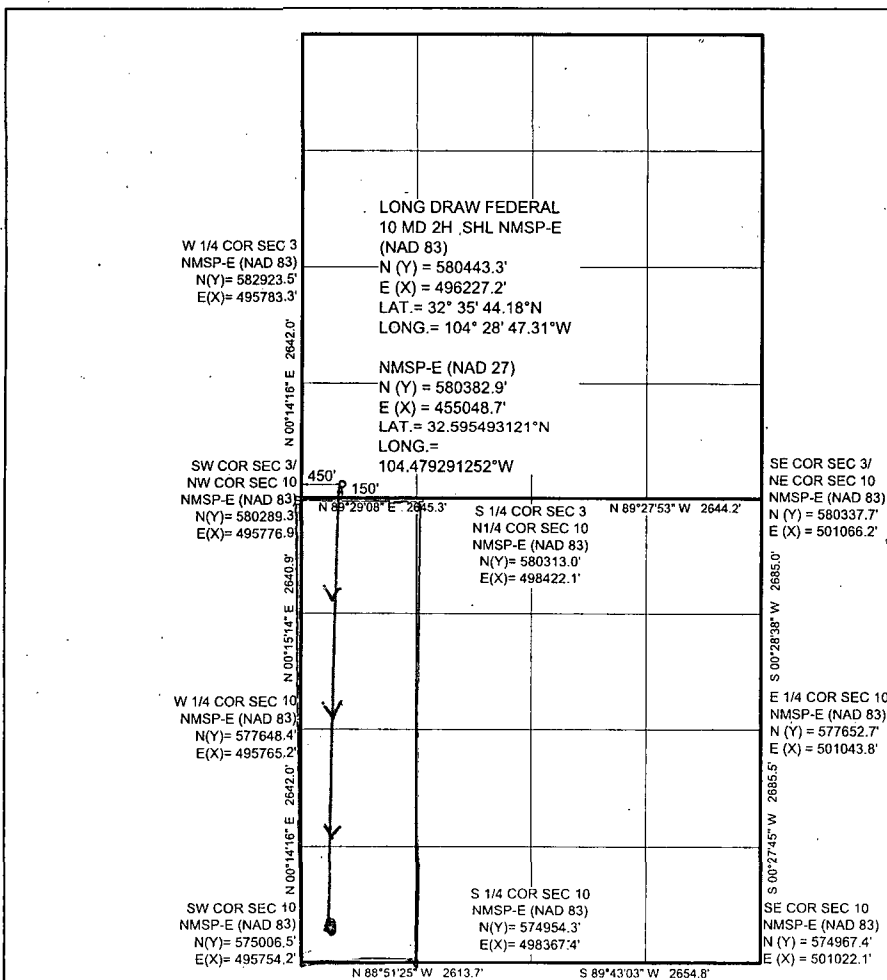 LONG DRAW FEDERAL
10 MD 2H ,SHL NMSP-E
(NAD 83)
N (Y) = 580443.3'
E (X) = 496227.2'
LAT.= 32° 35' 44.18"N
LONG.= 104° 28' 47.31"W
NMSP-E (NAD 27)
N (Y) = 580382.9'
E (X) = 455048.7'
LAT.= 32.595493121°N
LONG.=
104.479291252°W
W 1/4 COR SEC 3
NMSP-E (NAD 83)
N(Y)= 582923.5'
E(X)= 495783.3'
N 00°14'16" E 2642.0'
SW COR SEC 3/
NW COR SEC 10
NMSP-E (NAD 83)
N(Y)= 580289.3'
E(X)= 495776.9'
450'
150'
N 89°29'08" E 2645.3'
S 1/4 COR SEC 3
N1/4 COR SEC 10
NMSP-E (NAD 83)
N(Y)= 580313.0'
E(X)= 498422.1'
N 89°27'53" W 2644.2'
SE COR SEC 3/
NE COR SEC 10
NMSP-E (NAD 83)
N (Y)= 580337.7'
E (X)= 501066.2'
N 00°15'14" E 2640.9'
S 00°28'38" W 2685.0'
W 1/4 COR SEC 10
NMSP-E (NAD 83)
N(Y)= 577648.4'
E(X)= 495765.2'
E 1/4 COR SEC 10
NMSP-E (NAD 83)
N (Y)= 577652.7'
E (X)= 501043.8'
N 00°14'16" E 2642.0'
S 00°27'45" W 2685.5'
SW COR SEC 10
NMSP-E (NAD 83)
N(Y)= 575006.5'
E(X)= 495754.2'
S 1/4 COR SEC 10
NMSP-E (NAD 83)
N(Y)= 574954.3'
E(X)= 498367.4'
SE COR SEC 10
NMSP-E (NAD 83)
N (Y)= 574967.4'
E (X)= 501022.1'
N 88°51'25" W 2613.7'
S 89°43'03" W 2654.8'